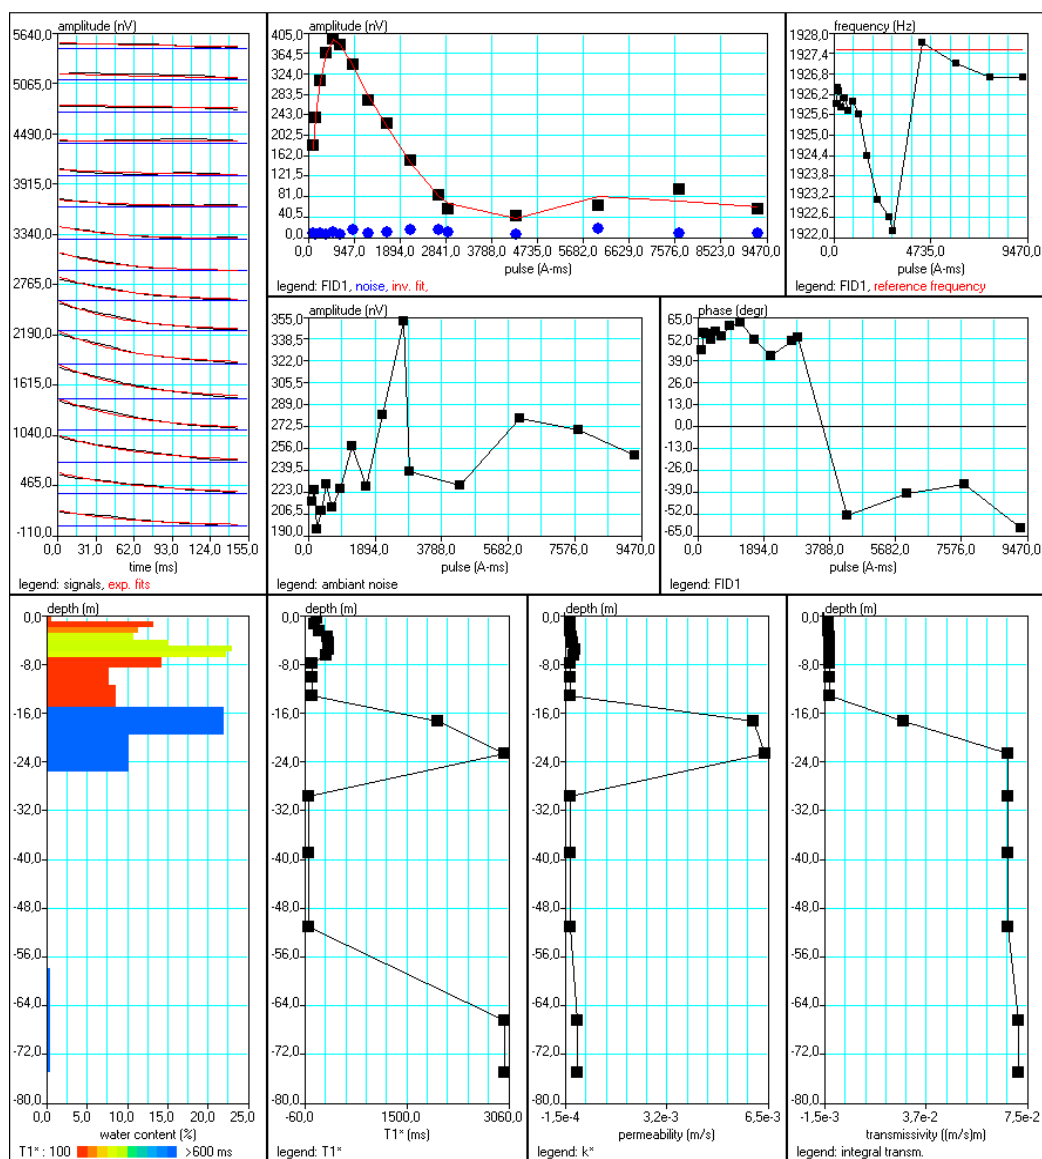 amplitude (nV)
5640,0
5065,0
4490,0
3915,0
3340,0
2765,0
2190,0
1615,0
1040,0
465,0
-110,0
0,0 31,0 62,0 93,0 124,0 155,0
time (ms)
legend: signals, exp. fits
amplitude (nV)
405,0
364,5
324,0
283,5
243,0
202,5
162,0
121,5
81,0
40,5
0,0
0,0 947,0 1894,0 2841,0 4788,0 4735,0 5682,0 6629,0 7576,0 8523,0 9470,0
pulse (A-ms)
legend: FID1, noise, inv. fit,
frequency (Hz)
1928,0
1927,4
1926,8
1926,2
1925,6
1925,0
1924,4
1923,8
1923,2
1922,6
1922,0
0,0 4735,0 9470,0
pulse (A-ms)
legend: FID1, reference frequency
amplitude (nV)
355,0
338,5
322,0
305,5
289,0
272,5
256,0
239,5
223,0
206,5
190,0
0,0 1894,0 3788,0 5682,0 7576,0 9470,0
pulse (A-ms)
legend: ambiant noise
phase (degr)
65,0
52,0
39,0
26,0
13,0
0,0
-13,0
-26,0
-39,0
-52,0
-65,0
0,0 1894,0 3788,0 5682,0 7576,0 9470,0
pulse (A-ms)
legend: FID1
depth (m)
0,0
-8,0
-16,0
-24,0
-32,0
-40,0
-48,0
-56,0
-64,0
-72,0
-80,0
0,0 5,0 10,0 15,0 20,0 25,0
water content (%)
T1* : 100 >600 ms
depth (m)
0,0
-8,0
-16,0
-24,0
-32,0
-40,0
-48,0
-56,0
-64,0
-72,0
-80,0
-60,0 1500,0 3060,0
T1* (ms)
legend: T1*
depth (m)
0,0
-8,0
-16,0
-24,0
-32,0
-40,0
-48,0
-56,0
-64,0
-72,0
-80,0
-1,5e-4 3,2e-3 6,5e-3
permeability (m/s)
legend: k*
depth (m)
0,0
-8,0
-16,0
-24,0
-32,0
-40,0
-48,0
-56,0
-64,0
-72,0
-80,0
-1,5e-3 3,7e-2 7,5e-2
transmissivity ((m/s)m)
legend: integral transm.